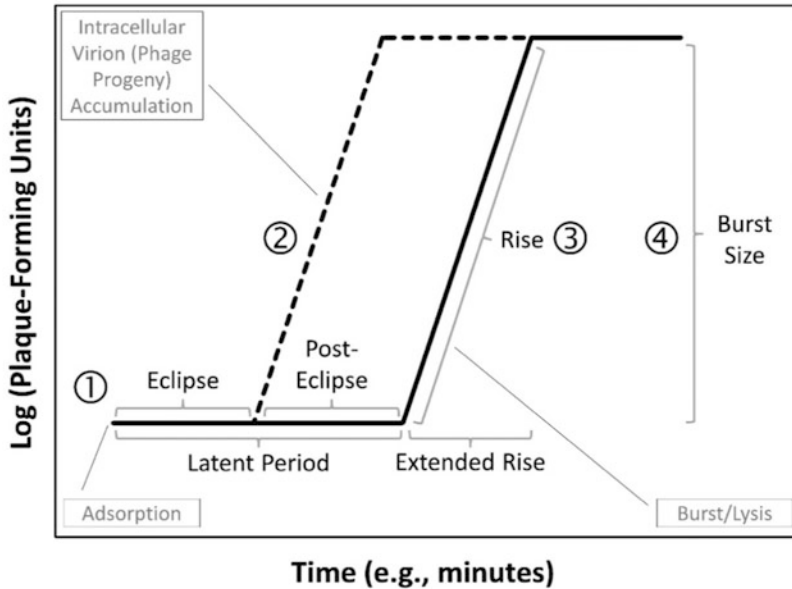 Intracellular
Virion (Phage
Progeny)
Accumulation
Log (Plaque-Forming Units)
②
Rise ③
④
Burst
Size
①
Eclipse
Post-
Eclipse
Latent Period
Extended Rise
Adsorption
Burst/Lysis
Time (e.g., minutes)